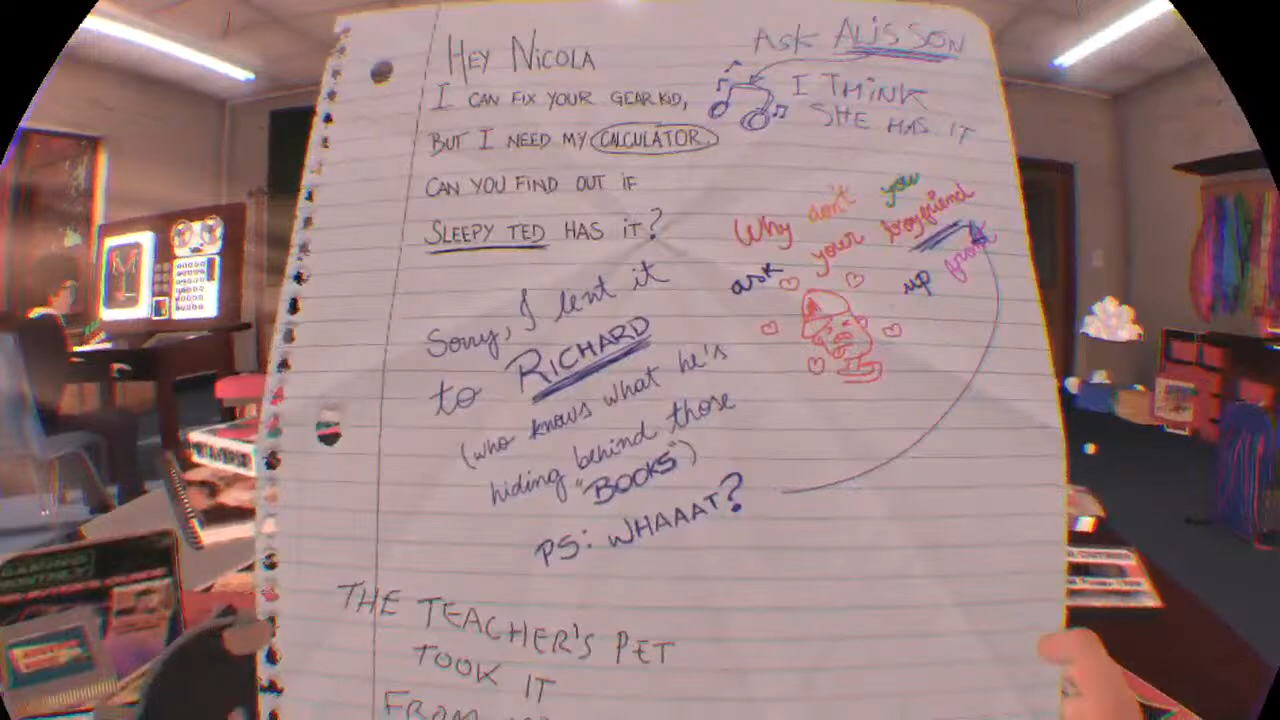 HEY NICOLA
I CAN FIX YOUR GEARKID,
BUT I NEED MY CALCULATOR.
CAN YOU FIND OUT IF
SLEEPY TED HAS IT?
Ask ALISSON
I THINK
SHE HAS IT
Why don't you
ask your boyfriend
up front
Sorry, I lent it
to RICHARD
(who knows what he's
hiding behind those
"BOOKS")
PS: WHAAAT?
THE TEACHER'S PET
TOOK IT
FROM